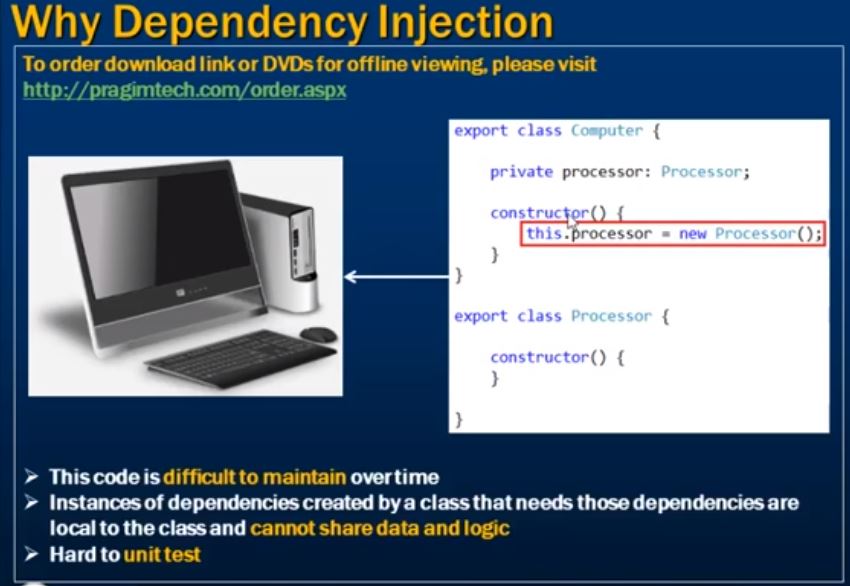 Why Dependency Injection
To order download link or DVDs for offline viewing, please visit
http://pragimtech.com/order.aspx
export class Computer {
private processor: Processor;
constructor() {
this.processor = new Processor();
}
}
export class Processor {
constructor() {
}
}
This code is difficult to maintain over time
Instances of dependencies created by a class that needs those dependencies are
local to the class and cannot share data and logic
Hard to unit test